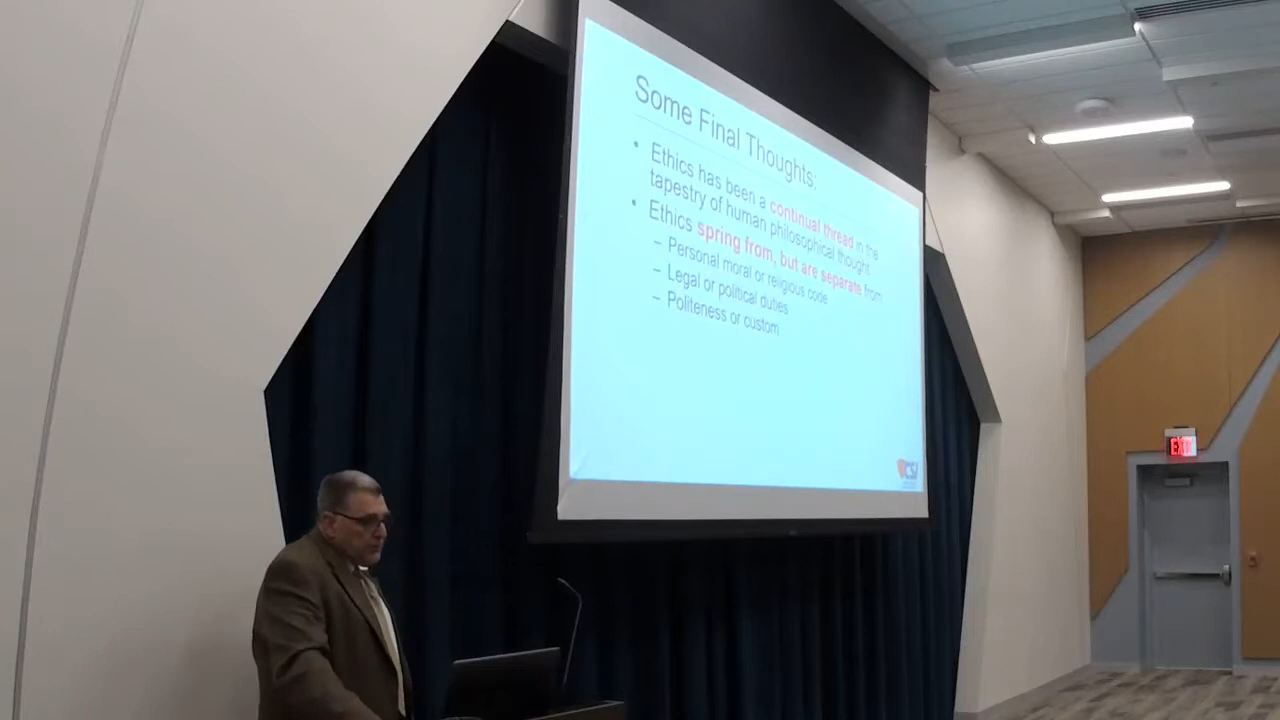 Some Final Thoughts:
• Ethics has been a continual thread in the
tapestry of human philosophical thought
• Ethics spring from, but are separate from
– Personal moral or religious code
– Legal or political duties
– Politeness or custom
CSI
EXIT